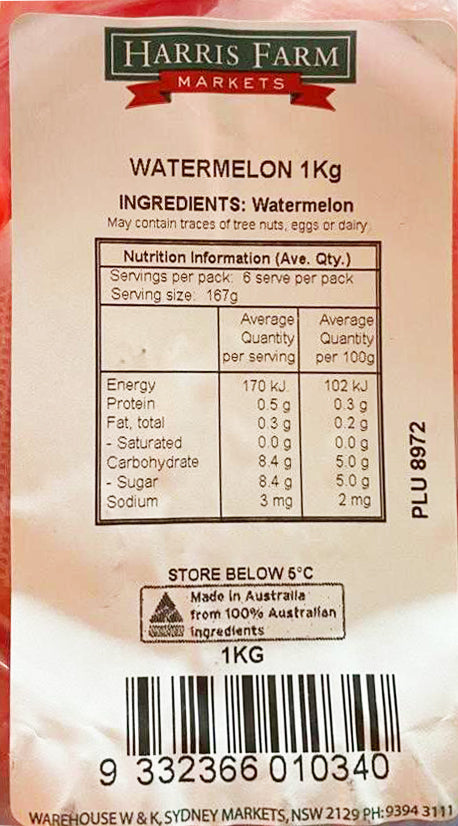 HARRIS FARM
MARKETS
WATERMELON 1Kg
INGREDIENTS: Watermelon
May contain traces of tree nuts, eggs or dairy
Nutrition Information (Ave. Qty.)
Servings per pack: 6 serve per pack
Serving size: 167g
Average Quantity per serving Average Quantity per 100g
Energy 170 kJ. 102 kJ
Protein 0.5 g 0.3 g
Fat, total 0.3 g 0.2 g
- Saturated 0.0 g 0.0 g
Carbohydrate 8.4 g 5.0 g
- Sugar 8.4 g 5.0 g
Sodium 3 mg 2 mg
PLU 8972
STORE BELOW 5°C
Made in Australia
from 100% Australian
ingredients
1KG
9 332366 010340
WAREHOUSE W & K, SYDNEY MARKETS, NSW 2129 PH: 9394 3111